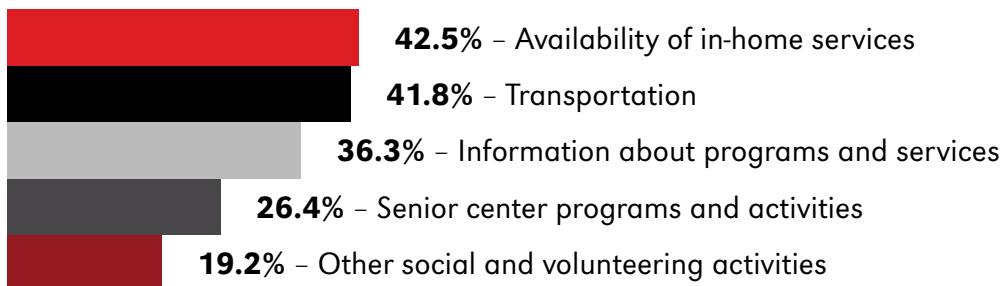 42.5% – Availability of in-home services
41.8% – Transportation
36.3% – Information about programs and services
26.4% – Senior center programs and activities
19.2% – Other social and volunteering activities